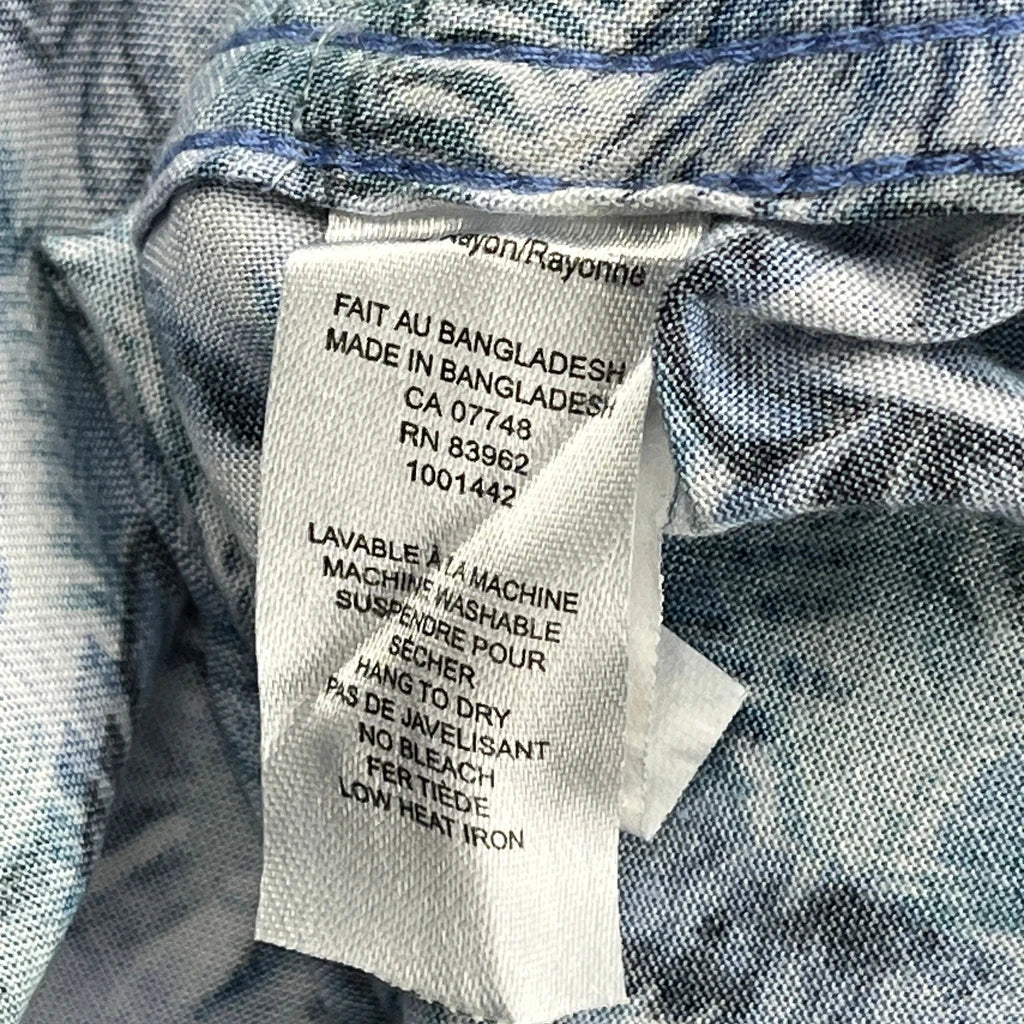 Rayon/Rayonne
FAIT AU BANGLADESH
MADE IN BANGLADESH
CA 07748
RN 83962
1001442
LAVABLE À LA MACHINE
MACHINE WASHABLE
SUSPENDRE POUR
SÉCHER
HANG TO DRY
PAS DE JAVELISANT
NO BLEACH
FER TIÈDE
LOW HEAT IRON